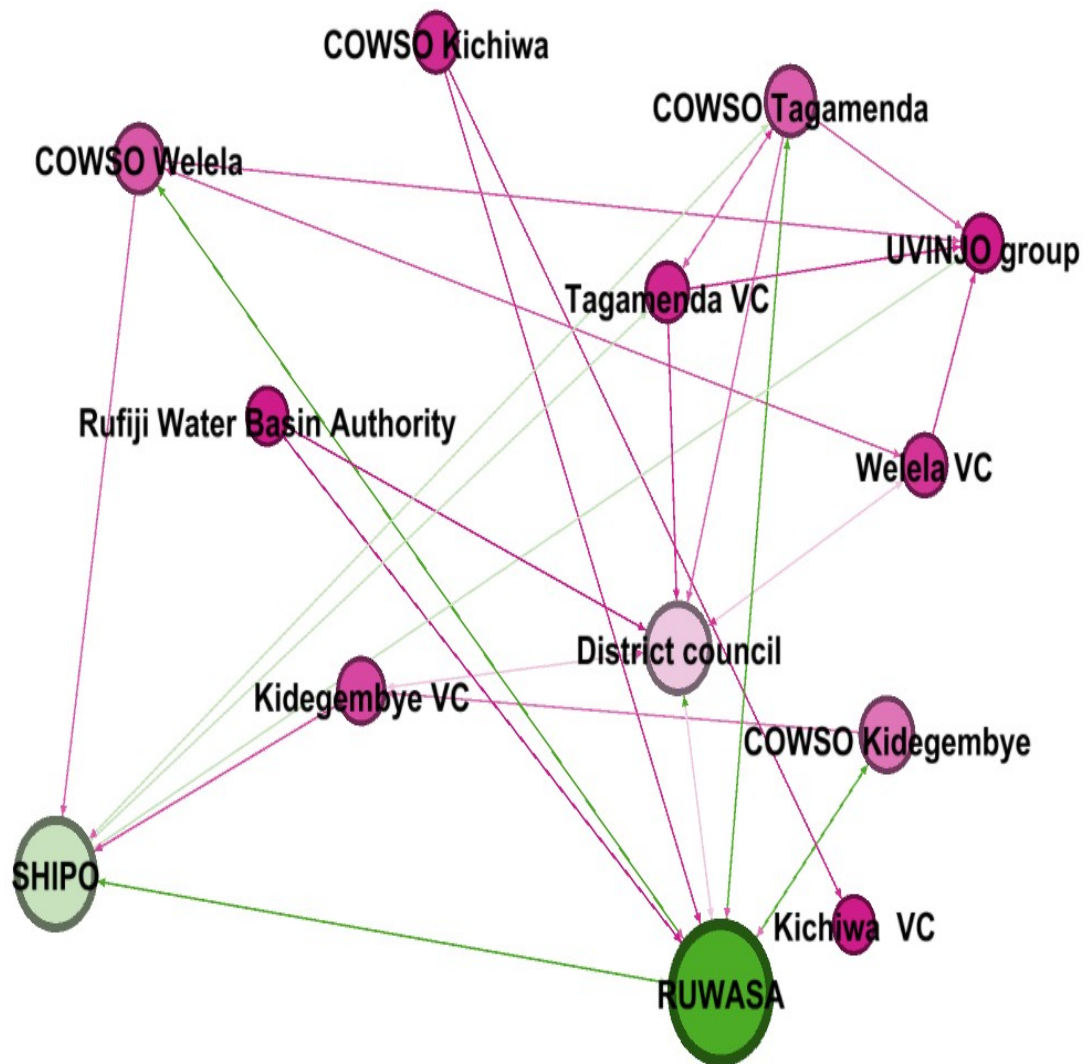 COWSO Kichiwa
COWSO Tagamenda
COWSO Welela
UVINJO group
Tagamenda VC
Rufiji Water Basin Authority
Welela VC
District council
Kidegembye VC
COWSO Kidegembye
SHIPO
Kichiwa  VC
RUWASA